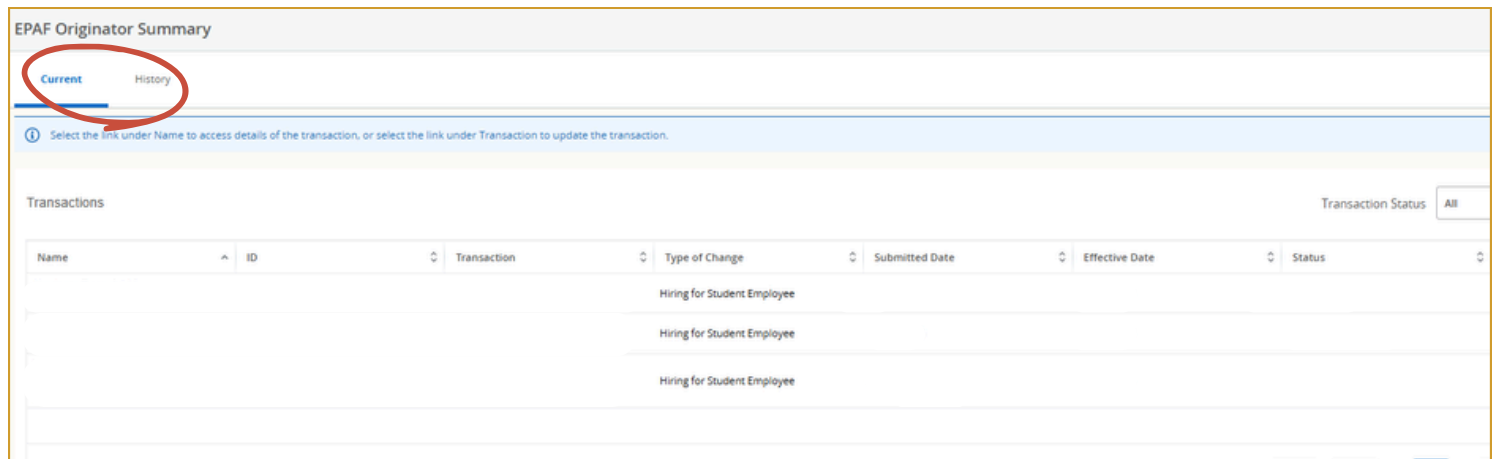 EPAF Originator Summary
Current History
Select the link under Name to access details of the transaction, or select the link under Transaction to update the transaction.
Transactions Transaction Status All
Name ID Transaction Type of Change Submitted Date Effective Date Status
Hiring for Student Employee
Hiring for Student Employee
Hiring for Student Employee